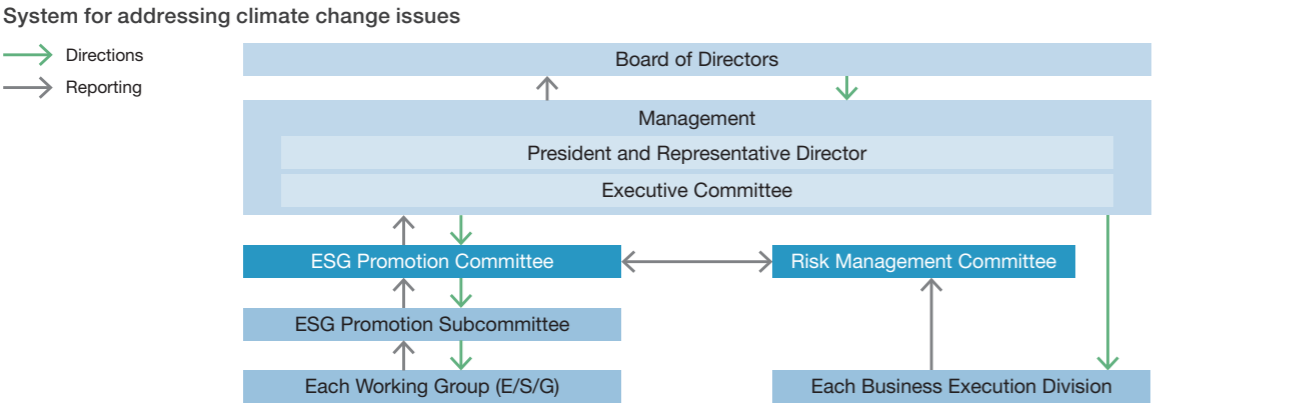 System for addressing climate change issues
Directions
Reporting
Board of Directors
Management
President and Representative Director
Executive Committee
ESG Promotion Committee
Risk Management Committee
ESG Promotion Subcommittee
Each Working Group (E/S/G)
Each Business Execution Division